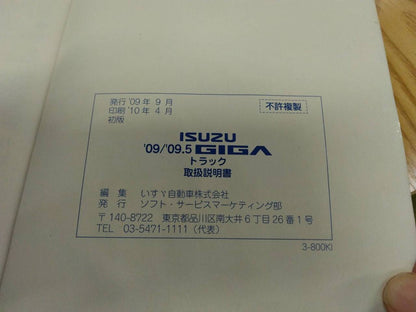 発行 '09年 9月
印刷 '10年 4月
初版
不許複製
ISUZU
'09/'09.5 GIGA
トラック
取扱説明書
編集 いすゞ自動車株式会社
発行 ソフト・サービスマーケティング部
〒140-8722 東京都品川区南大井6丁目26番1号
TEL 03-5471-1111（代表）
3-800KI